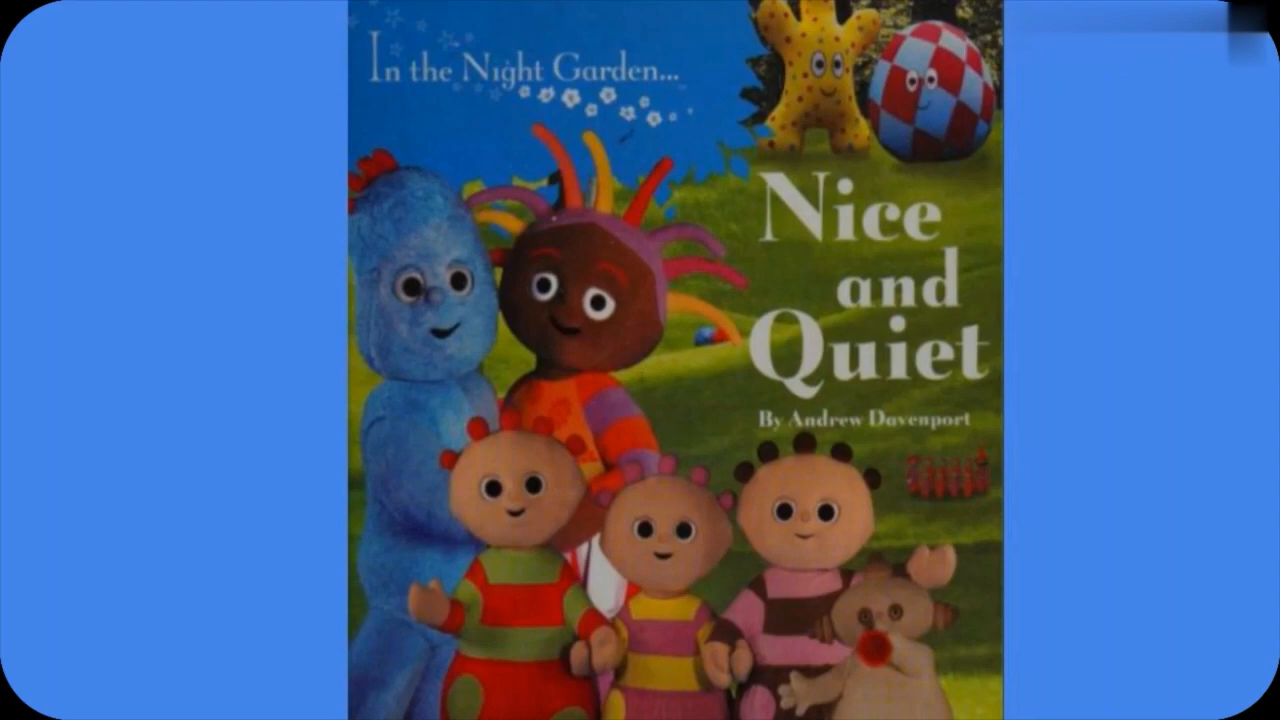 In the Night Garden...
Nice
and
Quiet
By Andrew Davenport